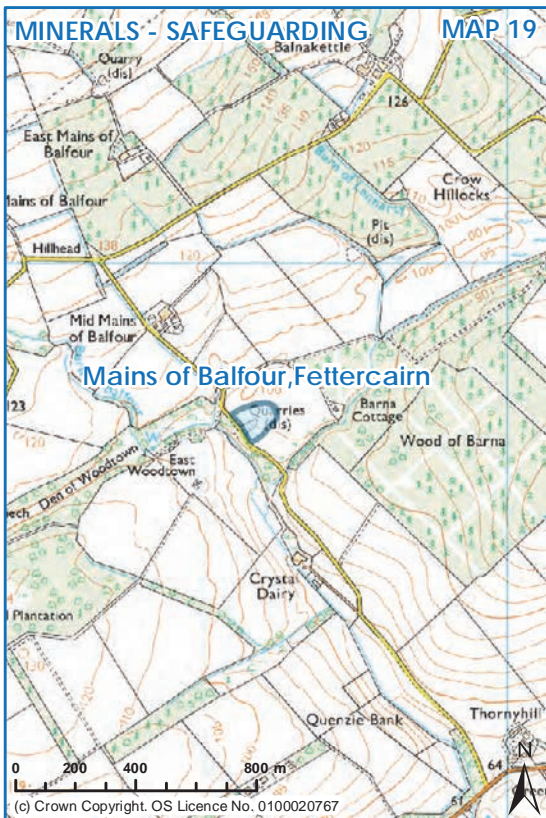 MINERALS - SAFEGUARDING MAP 19
Balnakettle
Quarry
(dis)
126
East Mains of
Balfour
Crow
Hillocks
Mains of Balfour
Pit
(dis)
Hillhead
138
120
Mid Mains
of Balfour
Mains of Balfour,Fettercairn
123
Quarries
(dis)
Barna
Cottage
Wood of Barna
East
Woodtown
Den of Woodtown
Crystal
Dairy
Plantation
Quenzie Bank
Thornyhill
N
64
0 200 400 800 m
(c) Crown Copyright. OS Licence No. 0100020767